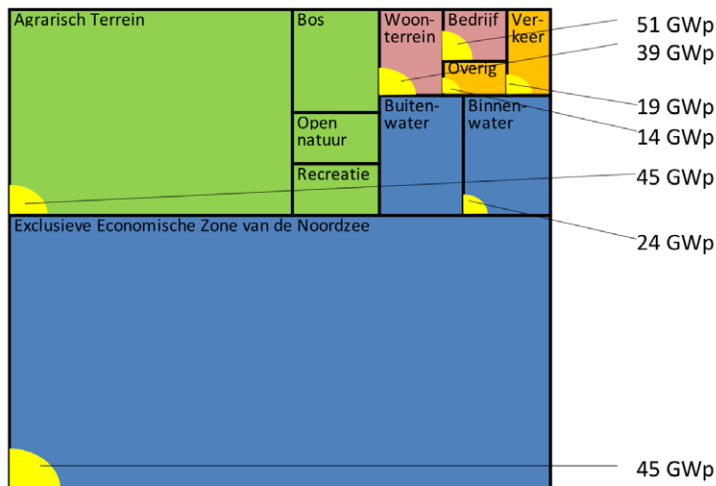 Agrarisch Terrein
Bos
Woon-
terrein
Bedrijf
Ver-
keer
Overig
Open
natuur
Recreatie
Buiten-
water
Binnen-
water
Exclusieve Economische Zone van de Noordzee
51 GWp
39 GWp
19 GWp
14 GWp
45 GWp
24 GWp
45 GWp